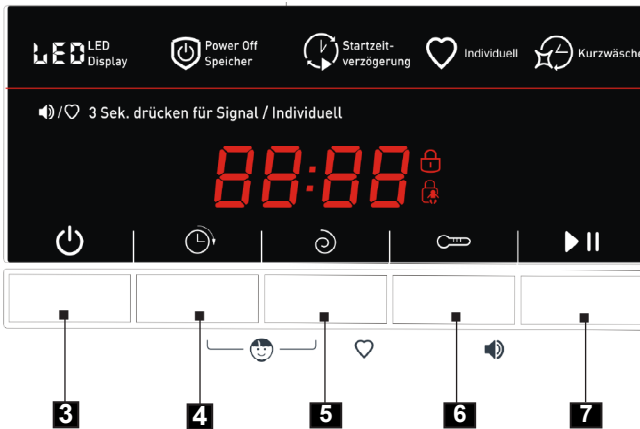 LED
LED
Display
Power Off
Speicher
Startzeit-
verzögerung
Individuell
Kurzwäsche
/ 3 Sek. drücken für Signal / Individuell
88:88
3
4
5
6
7